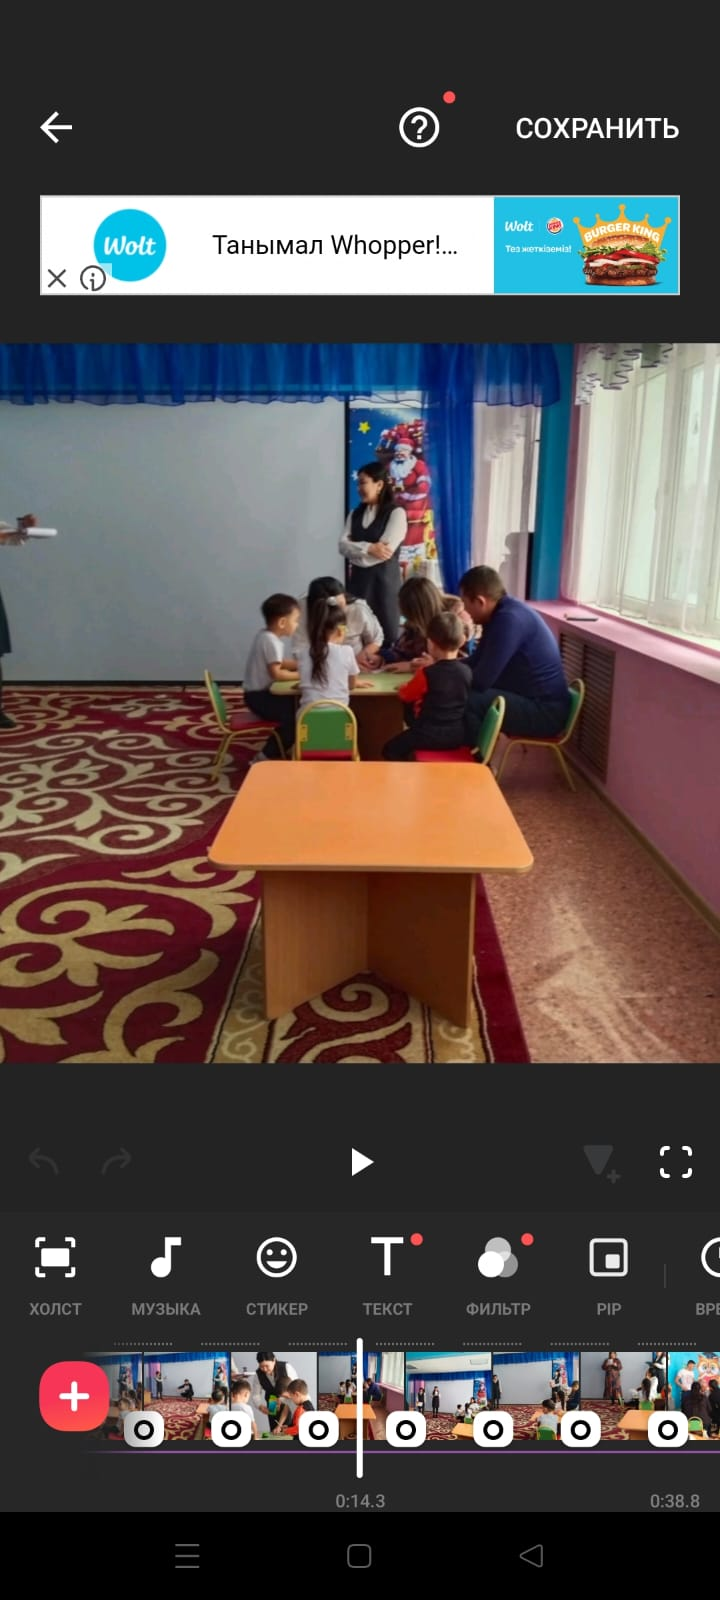 СОХРАНИТЬ
Wolt
Танымал Whopper!...
Wolt
BURGER KING
Тез жеткіземіз!
ХОЛСТ
МУЗЫКА
СТИКЕР
ТЕКСТ
ФИЛЬТР
PIP
ВРЕ
0:14.3
0:38.8